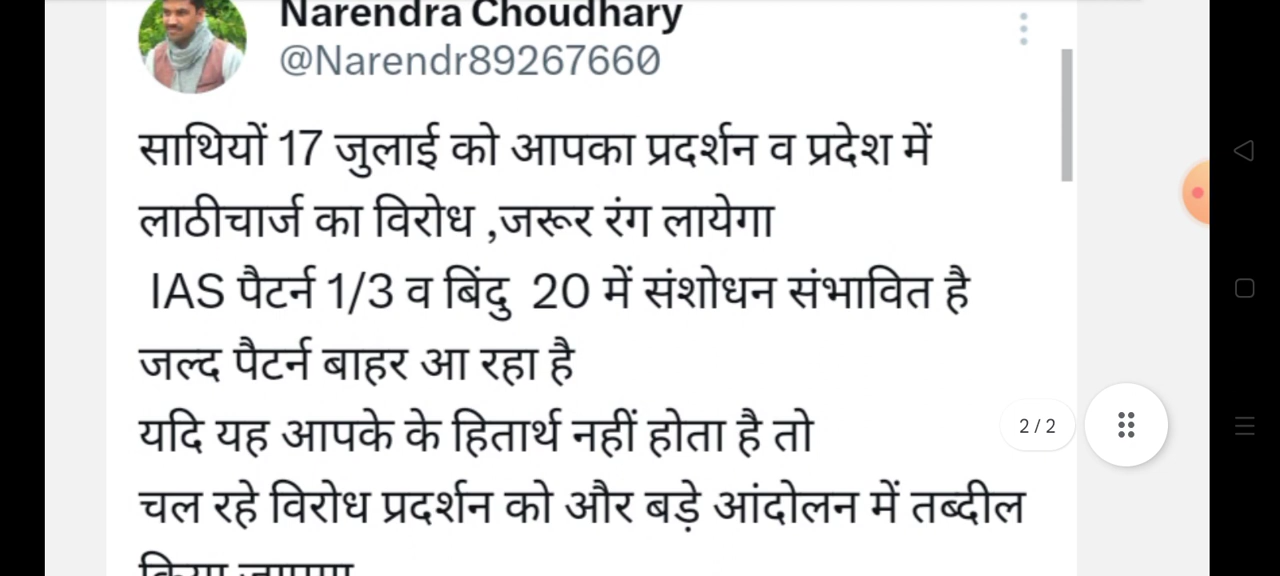 Narendra Choudhary
@Narendr89267660
साथियों 17 जुलाई को आपका प्रदर्शन व प्रदेश में
लाठीचार्ज का विरोध ,जरूर रंग लायेगा
IAS पैटर्न 1/3 व बिंदु 20 में संशोधन संभावित है
जल्द पैटर्न बाहर आ रहा है
यदि यह आपके के हितार्थ नहीं होता है तो
2 / 2
चल रहे विरोध प्रदर्शन को और बड़े आंदोलन में तब्दील